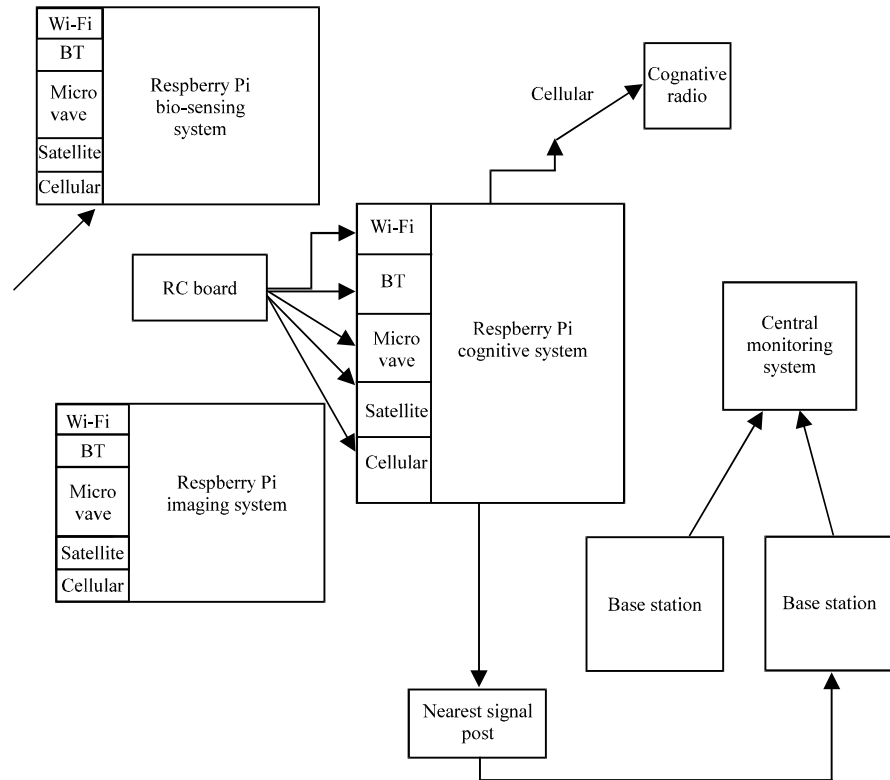 Wi-Fi
BT
Micro
vave
Satellite
Cellular
Respberry Pi
bio-sensing
system
Cellular
Cognative
radio
RC board
Wi-Fi
BT
Micro
vave
Satellite
Cellular
Respberry Pi
cognitive system
Central
monitoring
system
Wi-Fi
BT
Micro
vave
Satellite
Cellular
Respberry Pi
imaging system
Base station
Base station
Nearest signal
post